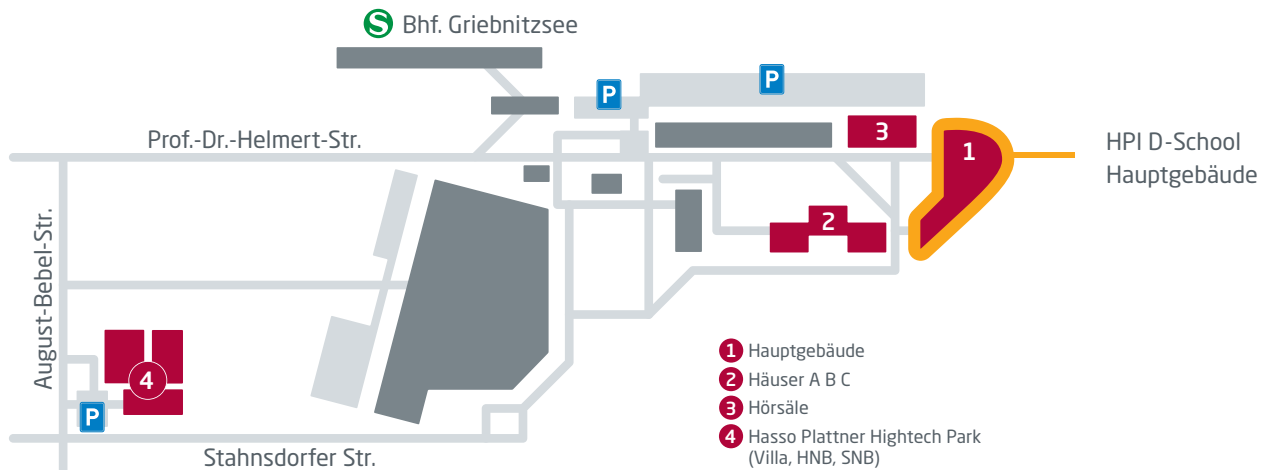 S Bhf. Griebnitzsee
P
P
Prof.-Dr.-Helmert-Str.
3
1
HPI D-School
Hauptgebäude
2
August-Bebel-Str.
4
P
Stahnsdorfer Str.
1 Hauptgebäude
2 Häuser A B C
3 Hörsäle
4 Hasso Plattner Hightech Park
(Villa, HNB, SNB)